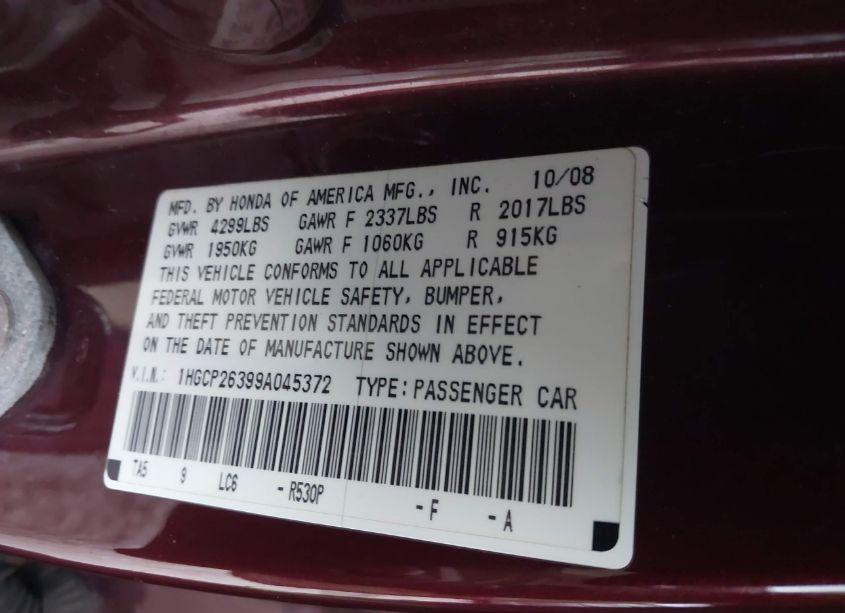 MFD. BY HONDA OF AMERICA MFG., INC. 10/08
GVWR 4299LBS GAWR F 2337LBS R 2017LBS
GVWR 1950KG GAWR F 1060KG R 915KG
THIS VEHICLE CONFORMS TO ALL APPLICABLE
FEDERAL MOTOR VEHICLE SAFETY, BUMPER,
AND THEFT PREVENTION STANDARDS IN EFFECT
ON THE DATE OF MANUFACTURE SHOWN ABOVE.
V.I.N.: 1HGCP26399A045372 TYPE:PASSENGER CAR
TA5 9 LC6 -R530P -F -A